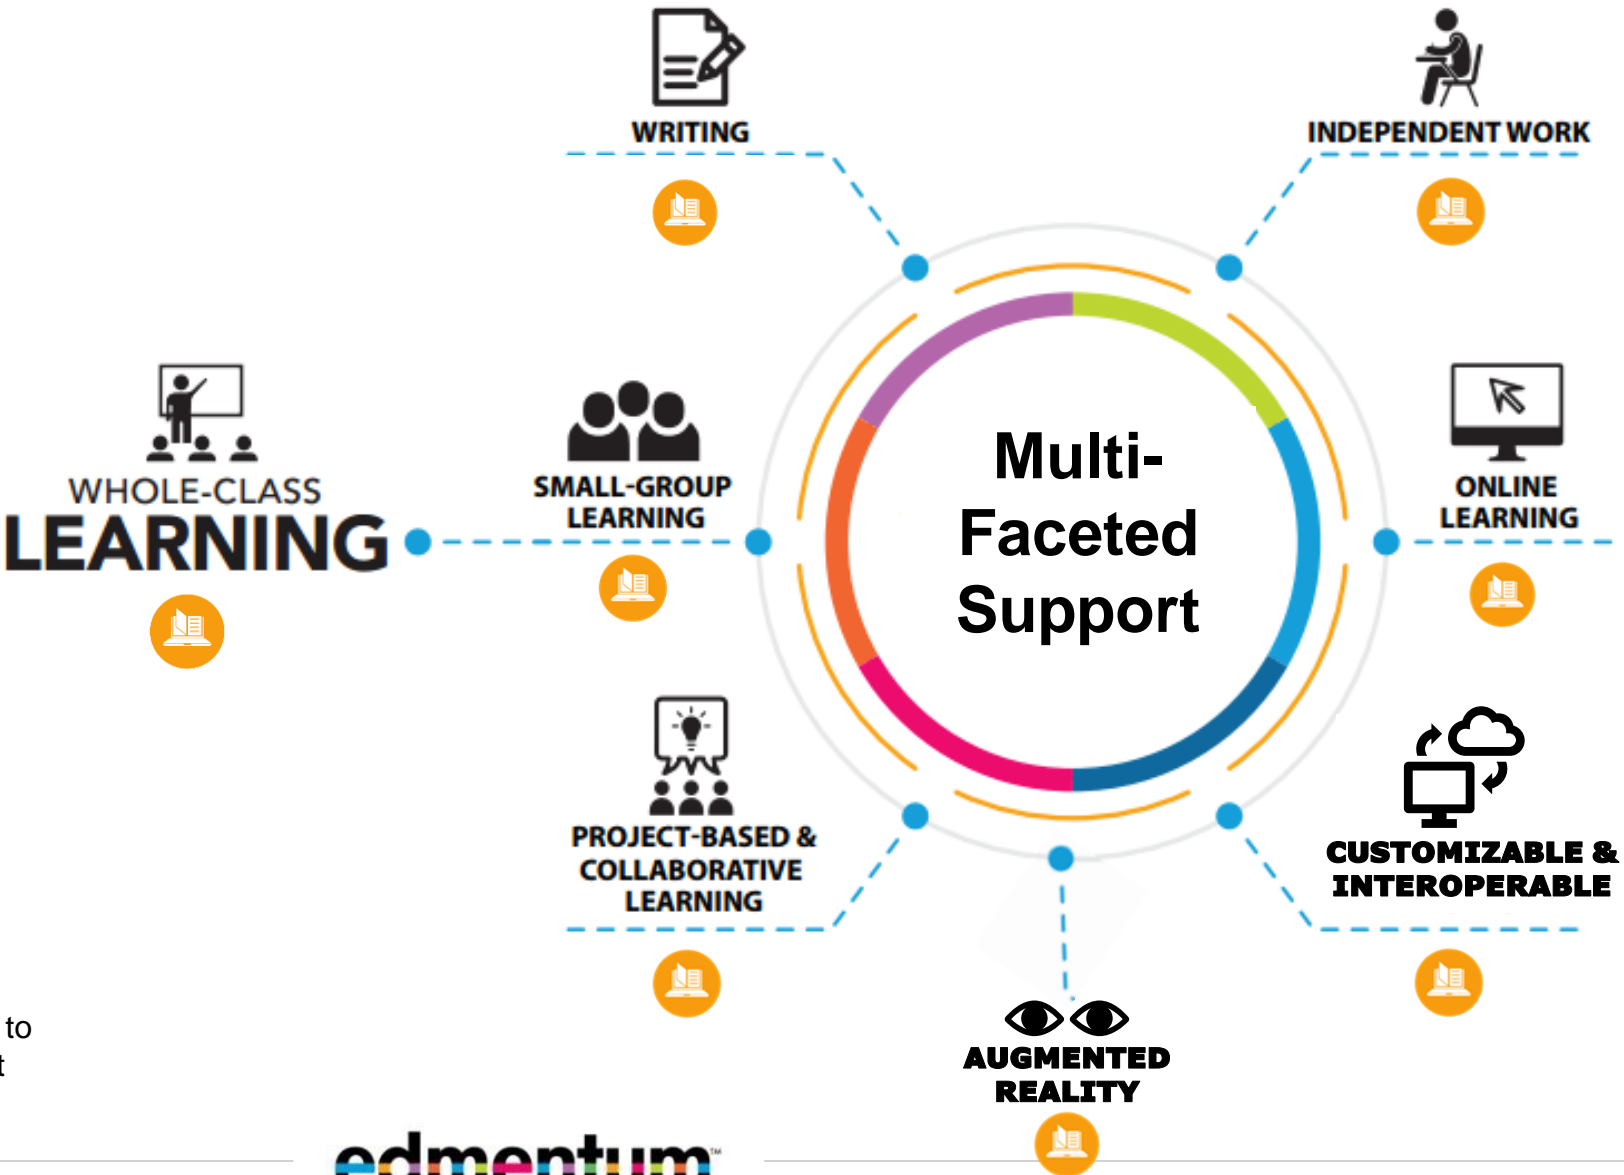 WRITING
INDEPENDENT WORK
WHOLE-CLASS
LEARNING
SMALL-GROUP
LEARNING
Multi-
Faceted
Support
ONLINE
LEARNING
PROJECT-BASED &
COLLABORATIVE
LEARNING
CUSTOMIZABLE &
INTEROPERABLE
to
t
AUGMENTED
REALITY
edmentum™